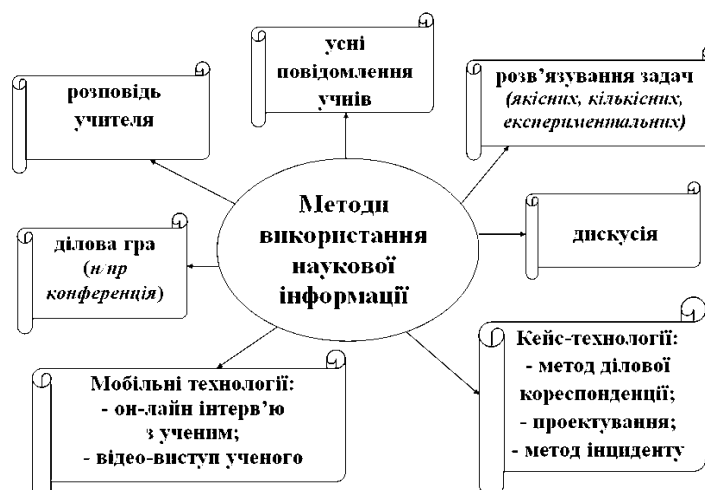 усні
повідомлення
учнів
розповідь
учителя
розв’язування задач
(якісних, кількісних,
експериментальних)
Методи
використання
наукової
інформації
дискусія
ділова гра
(н/пр
конференція)
Мобільні технології:
- он-лайн інтерв’ю
з ученим;
- відео-виступ ученого
Кейс-технології:
- метод ділової
кореспонденції;
- проектування;
- метод інциденту